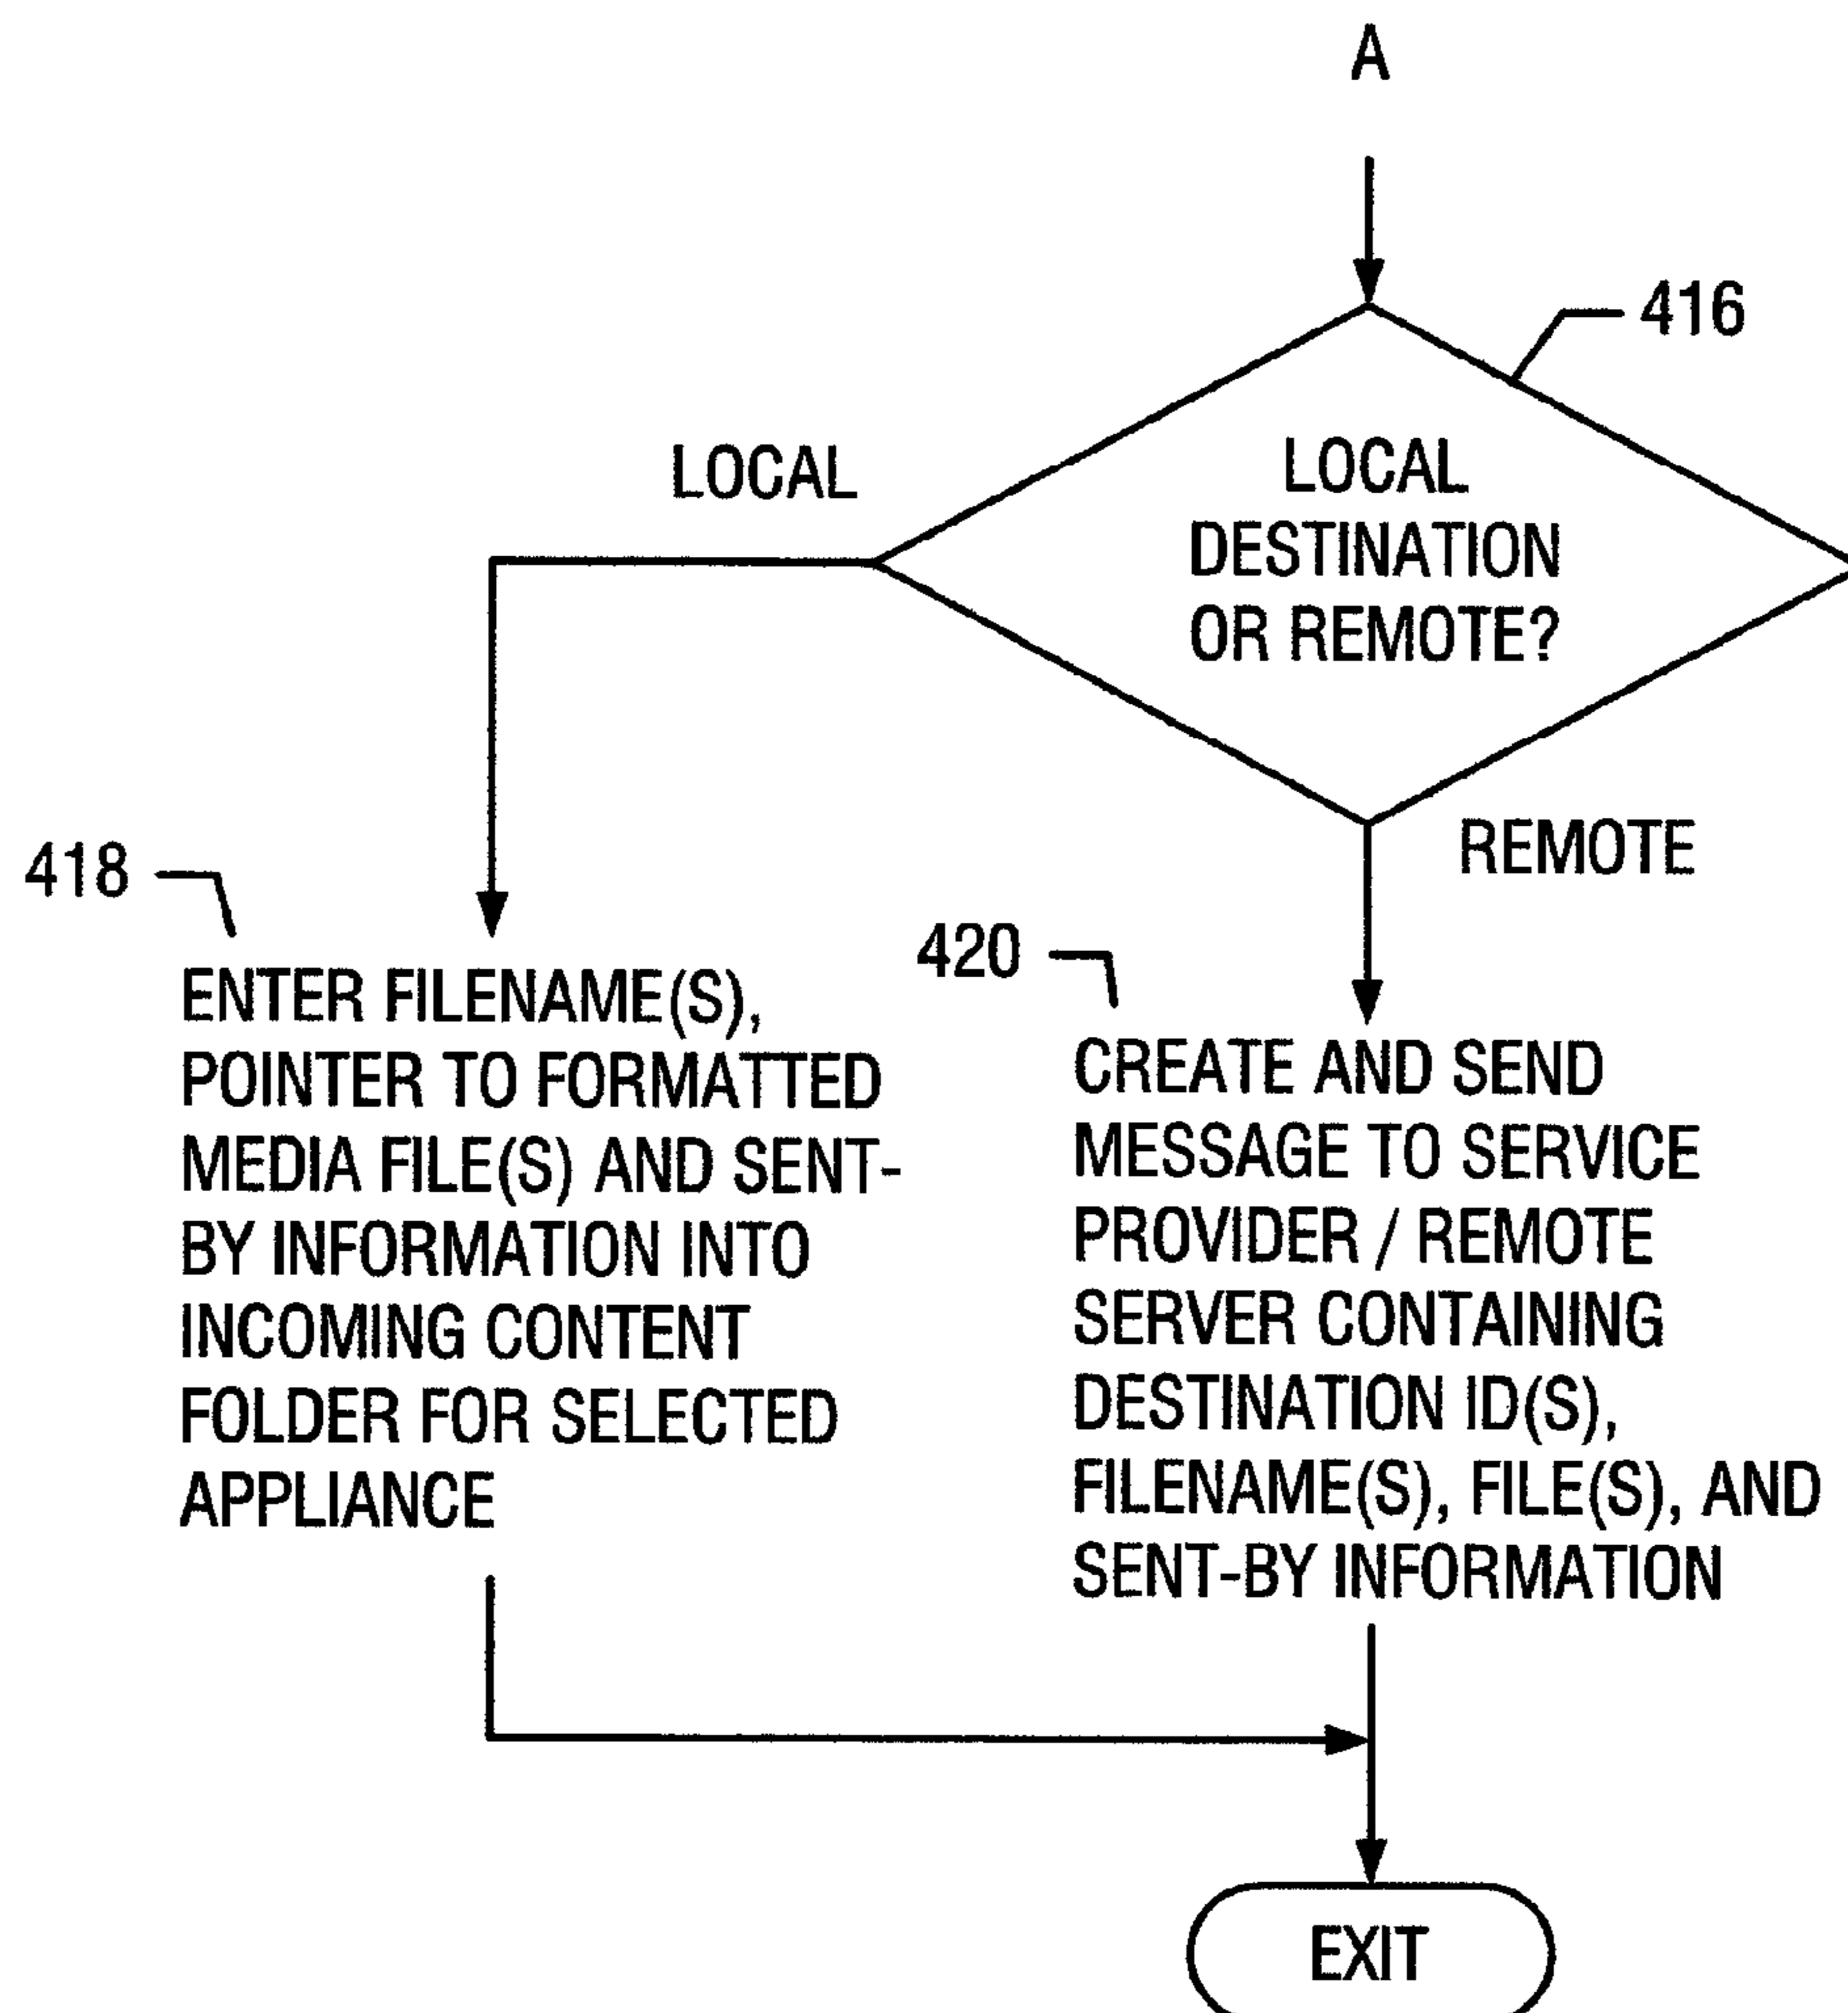 A
416
LOCAL
LOCAL
DESTINATION
OR REMOTE?
REMOTE
418
ENTER FILENAME(S),
POINTER TO FORMATTED
MEDIA FILE(S) AND SENT-
BY INFORMATION INTO
INCOMING CONTENT
FOLDER FOR SELECTED
APPLIANCE
420
CREATE AND SEND
MESSAGE TO SERVICE
PROVIDER / REMOTE
SERVER CONTAINING
DESTINATION ID(S),
FILENAME(S), FILE(S), AND
SENT-BY INFORMATION
EXIT